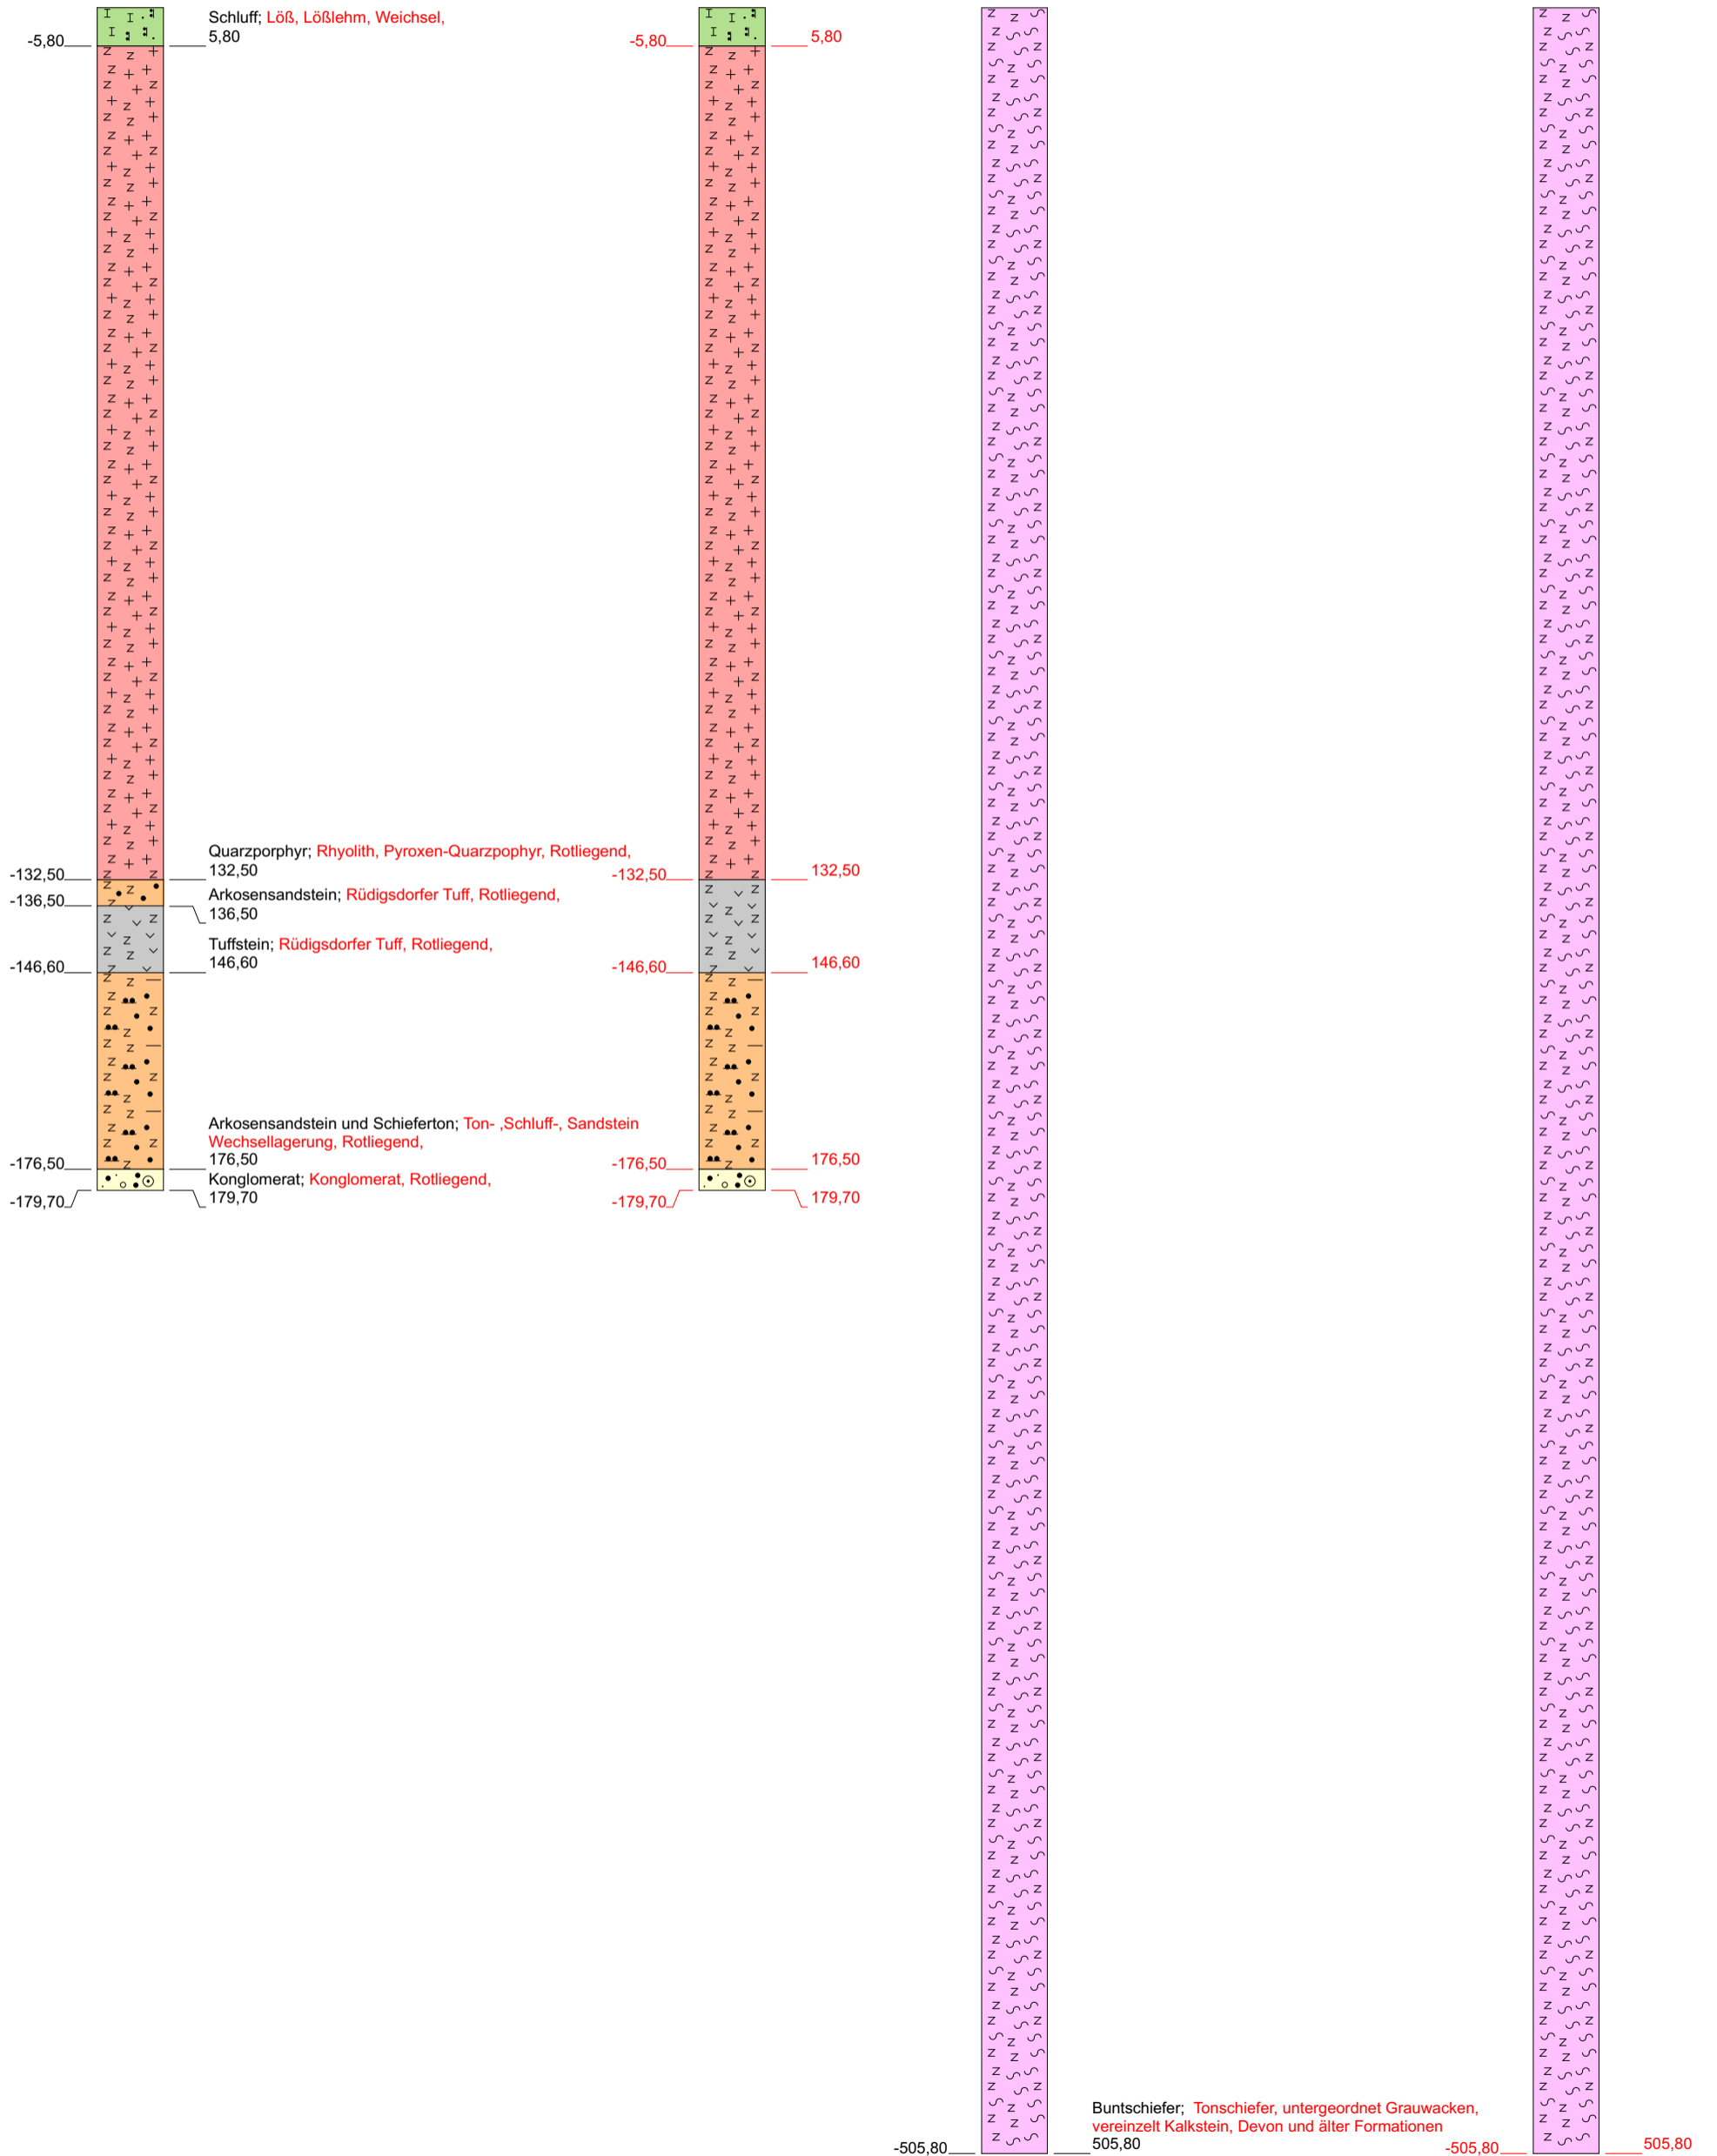 Schluff; Löß, Lößlehm, Weichsel,
5,80
-5,80
-5,80
5,80
Quarzporphyr; Rhyolith, Pyroxen-Quarzpophyr, Rotliegend,
132,50
-132,50
-132,50
132,50
Arkosensandstein; Rüdigsdorfer Tuff, Rotliegend,
136,50
-136,50
Tuffstein; Rüdigsdorfer Tuff, Rotliegend,
146,60
-146,60
-146,60
146,60
Arkosensandstein und Schieferton; Ton- ,Schluff-, Sandstein
Wechsellagerung, Rotliegend,
176,50
-176,50
-176,50
176,50
Konglomerat; Konglomerat, Rotliegend,
179,70
-179,70
-179,70
179,70
Buntschiefer; Tonschiefer, untergeordnet Grauwacken,
vereinzelt Kalkstein, Devon und älter Formationen
505,80
-505,80
-505,80
505,80